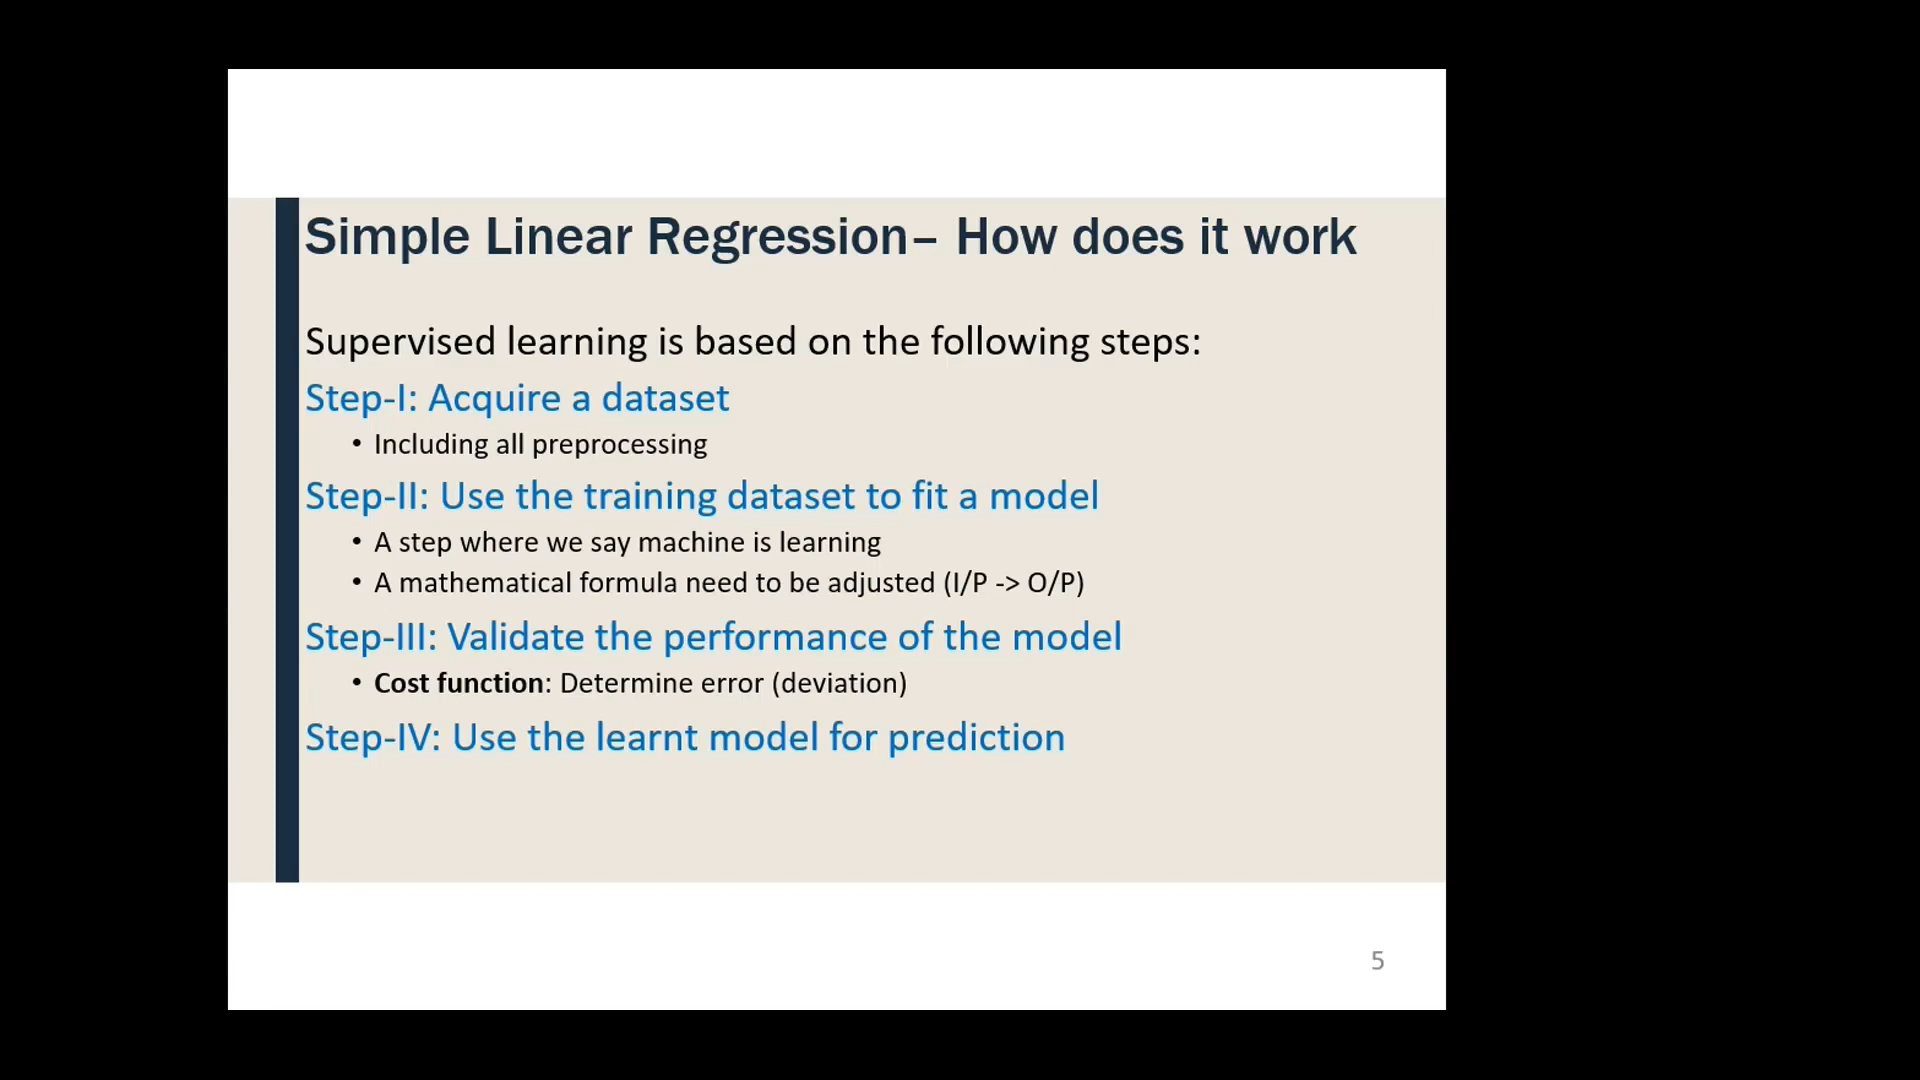 Simple Linear Regression– How does it work
Supervised learning is based on the following steps:
Step-I: Acquire a dataset
• Including all preprocessing
Step-II: Use the training dataset to fit a model
• A step where we say machine is learning
• A mathematical formula need to be adjusted (I/P -> O/P)
Step-III: Validate the performance of the model
• Cost function: Determine error (deviation)
Step-IV: Use the learnt model for prediction
5